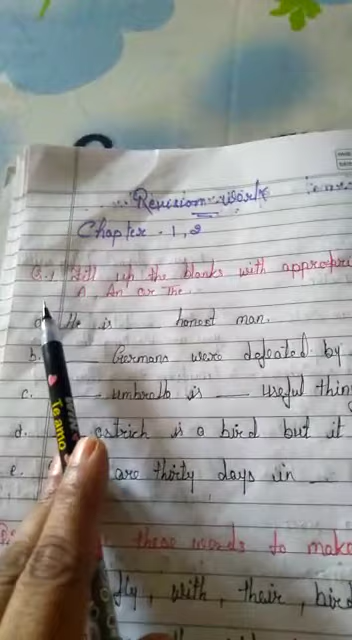 Revision Work
Chapter - 1, 2
Q.1 Fill up the blanks with appropri
A, An or The.
He is ___ honest man.
b. ___ Germans were defeated by
c. ___ umbrella is ___ useful thing
d. ostrich is a bird but it
e. are thirty days in ___
these words to make
fly, with, their, bird
Te amo